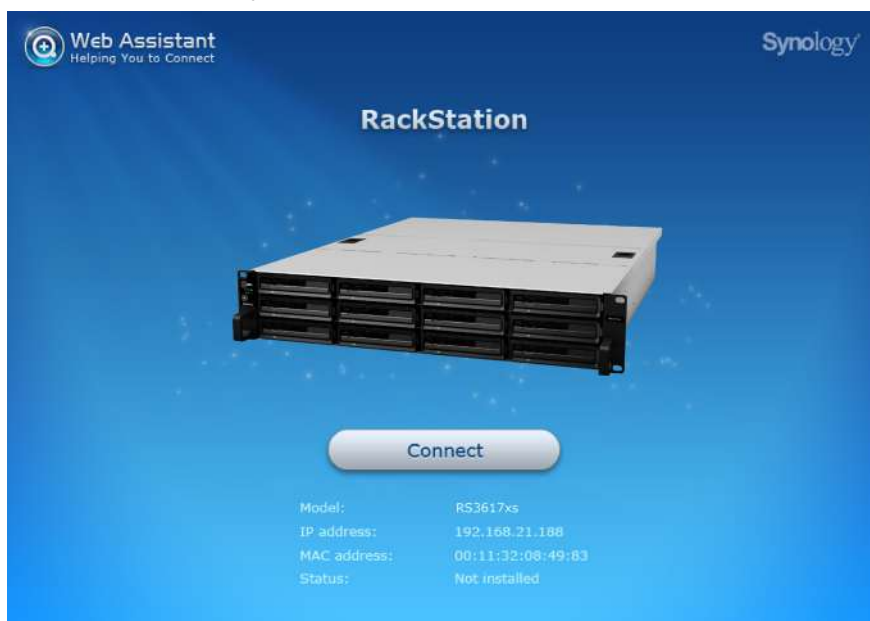 Web Assistant
Helping You to Connect
Synology
RackStation
Connect
Model: RS3617xs
IP address: 192.168.21.188
MAC address: 00:11:32:08:49:83
Status: Not installed